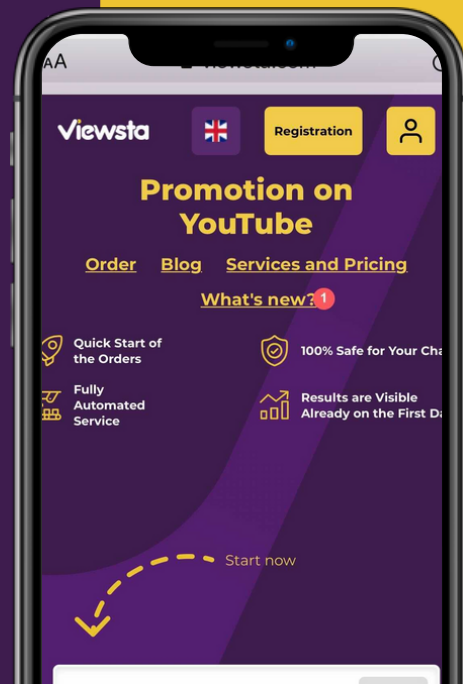 AA
Viewsta
Registration
Promotion on
YouTube
Order Blog Services and Pricing
What's new? 1
Quick Start of
the Orders
100% Safe for Your Cha
Fully
Automated
Service
Results are Visible
Already on the First Da
Start now